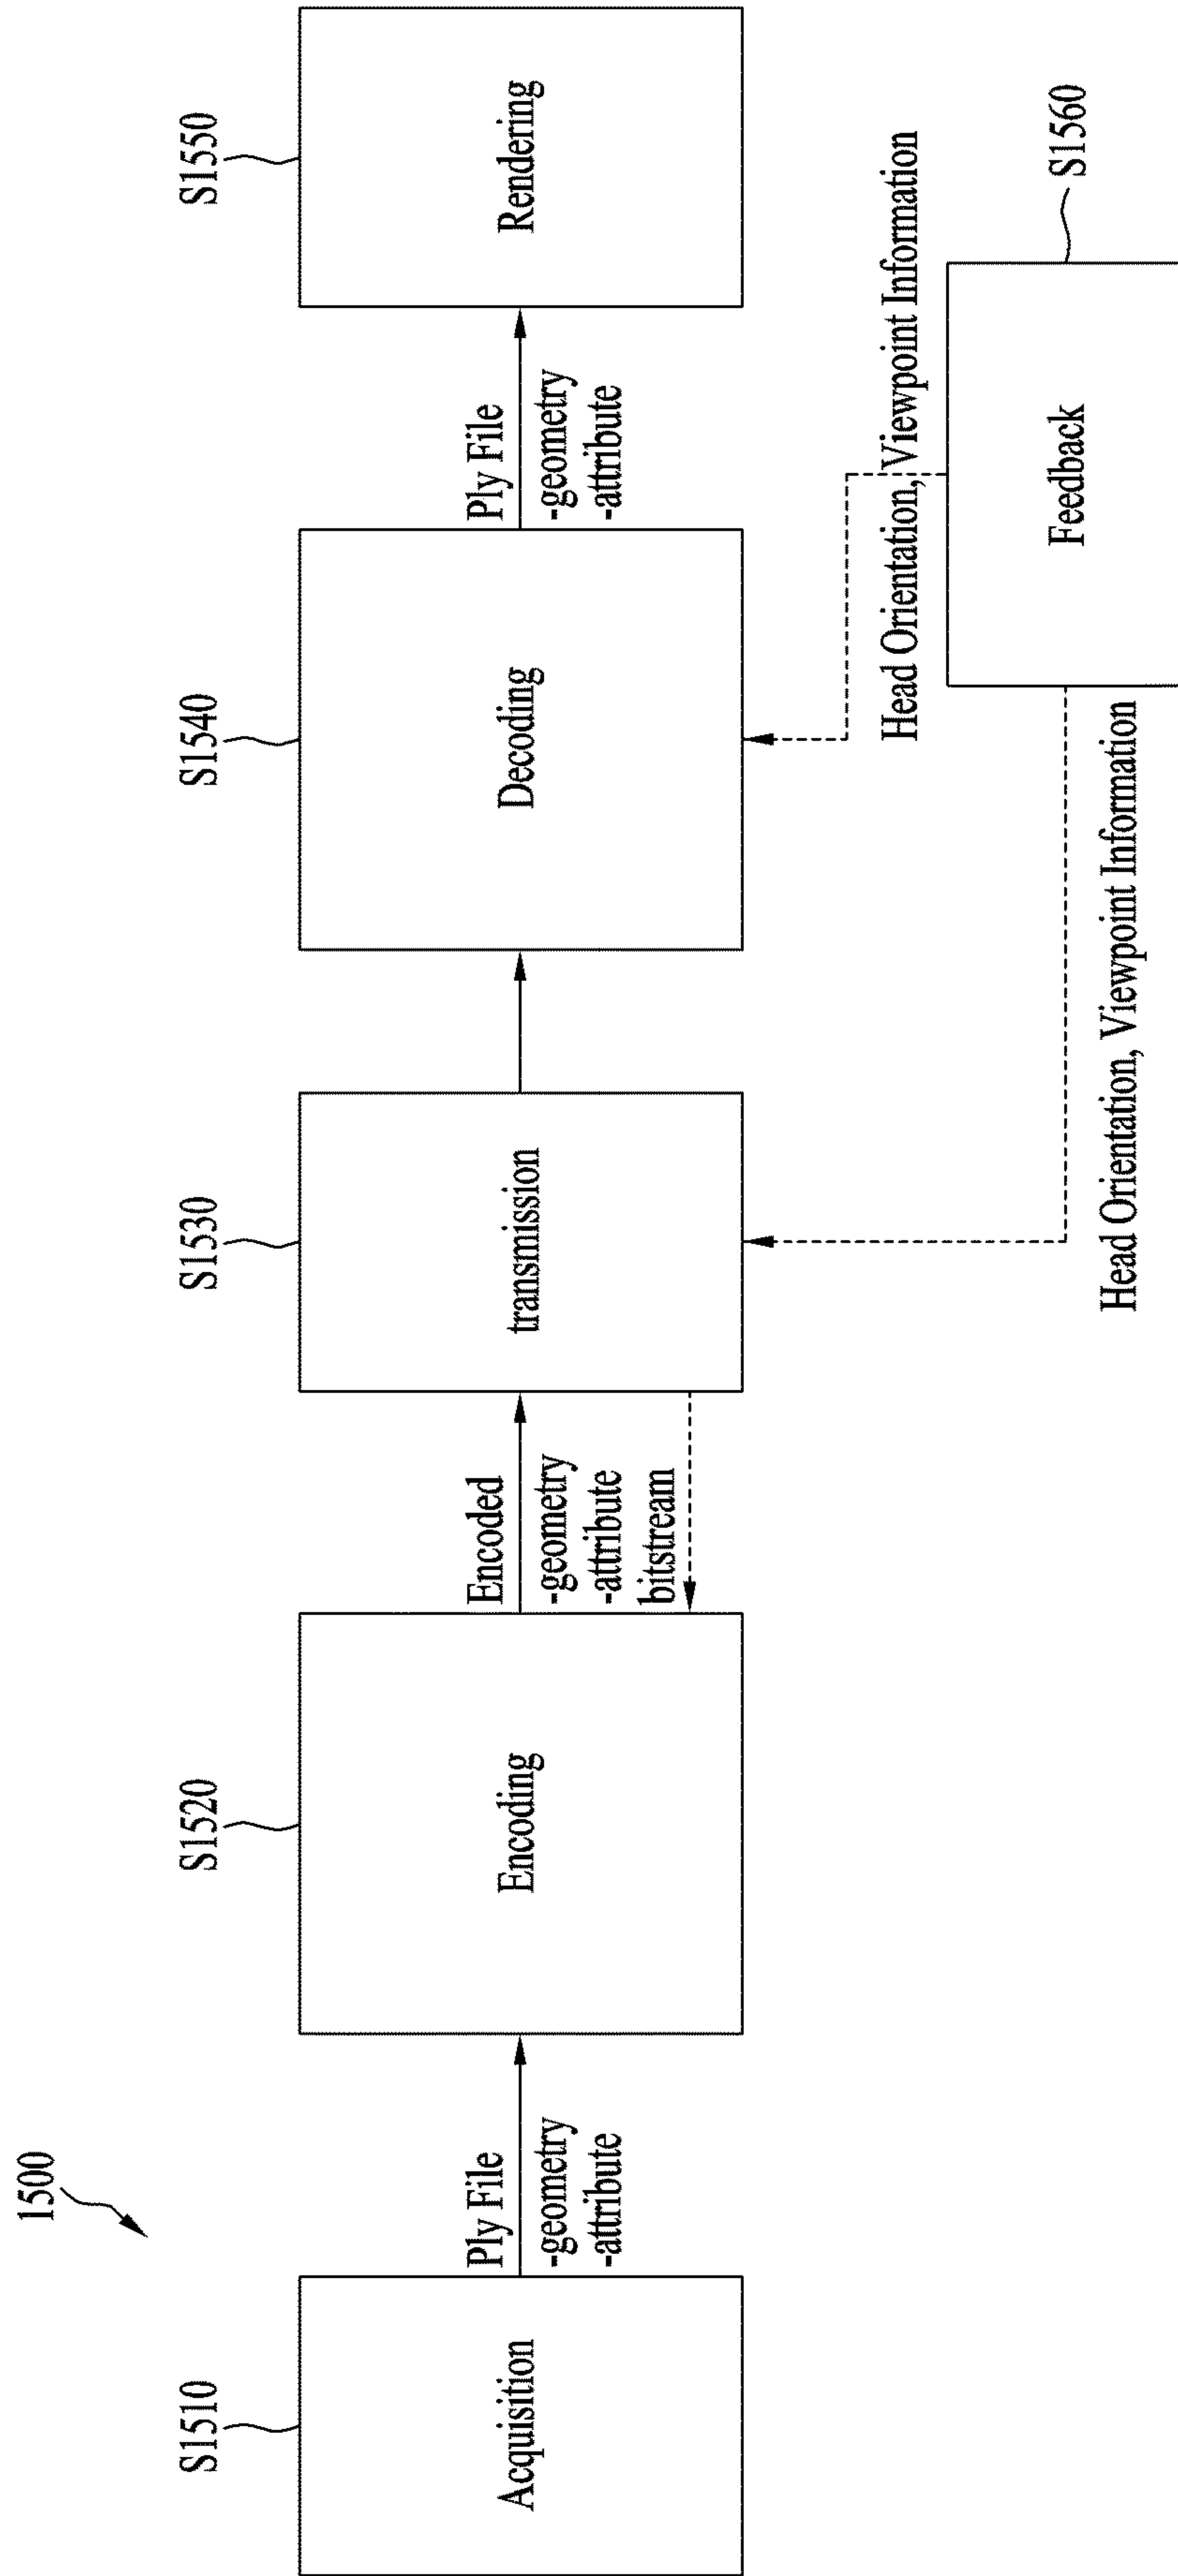 1500
S1510
Acquisition
Ply File
-geometry
-attribute
S1520
Encoding
Encoded
-geometry
-attribute
bitstream
S1530
transmission
S1540
Decoding
Ply File
-geometry
-attribute
S1550
Rendering
Head Orientation, Viewpoint Information
Head Orientation, Viewpoint Information
Feedback
S1560